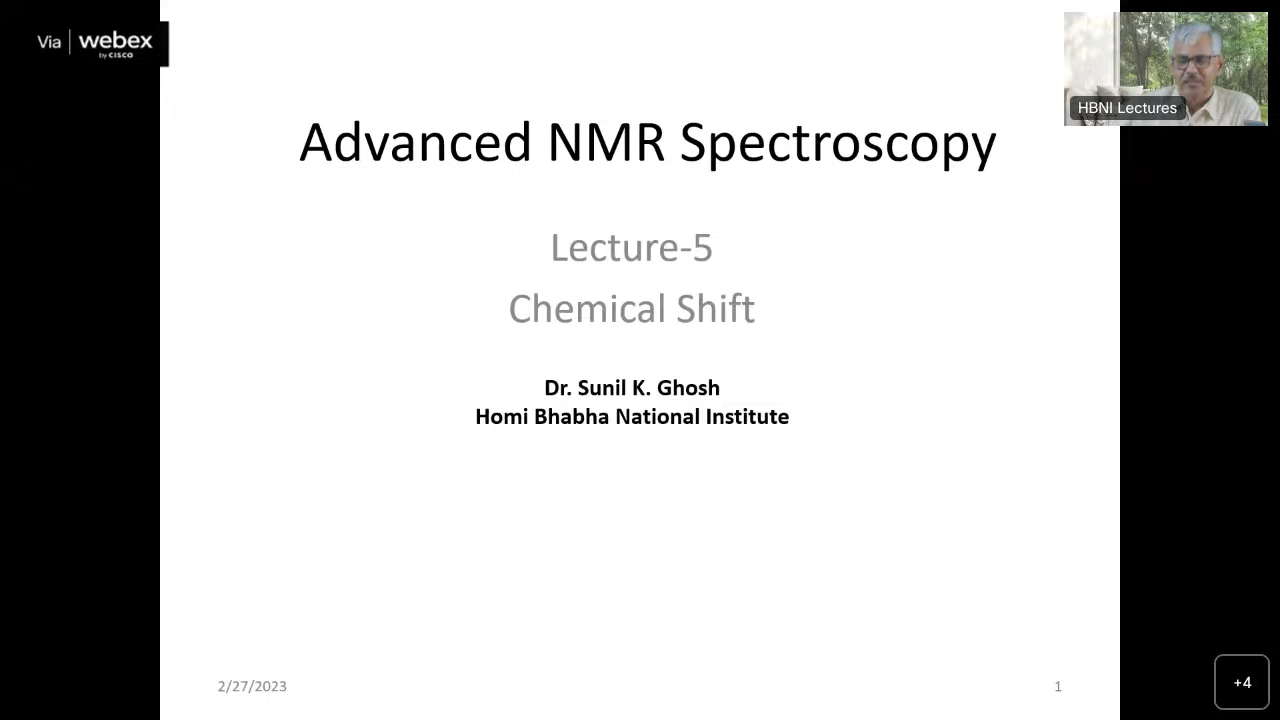 Via webex
by CISCO
HBNI Lectures
Advanced NMR Spectroscopy
Lecture-5
Chemical Shift
Dr. Sunil K. Ghosh
Homi Bhabha National Institute
2/27/2023
1
+4